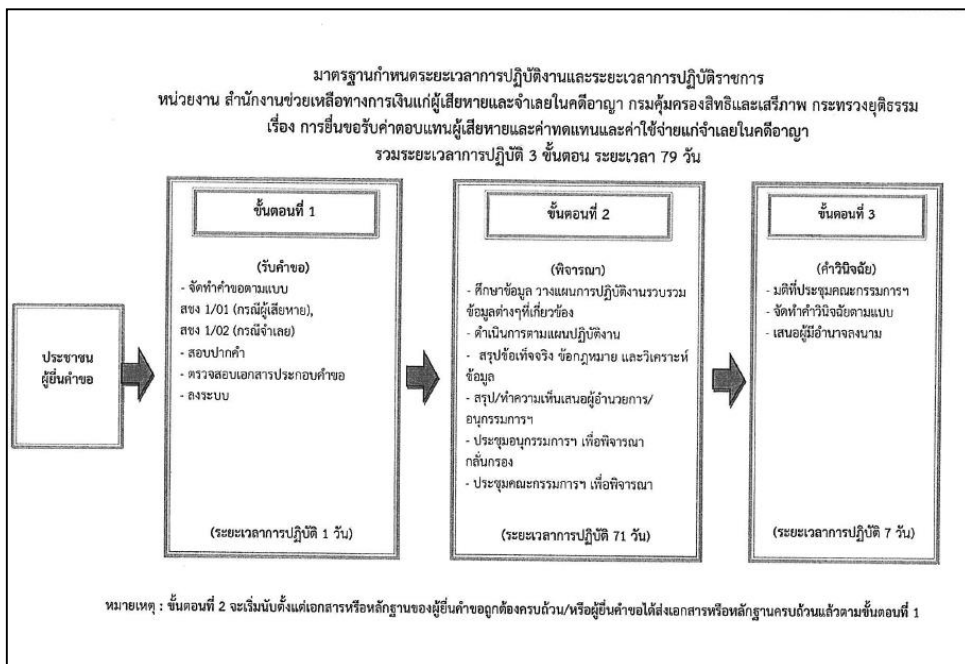 มาตรฐานกำหนดระยะเวลาการปฏิบัติงานและระยะเวลาการปฏิบัติราชการ
หน่วยงาน สำนักงานช่วยเหลือทางการเงินแก่ผู้เสียหายและจำเลยในคดีอาญา กรมคุ้มครองสิทธิและเสรีภาพ กระทรวงยุติธรรม
เรื่อง การยื่นขอรับค่าตอบแทนผู้เสียหายและค่าทดแทนและค่าใช้จ่ายแก่จำเลยในคดีอาญา
รวมระยะเวลาการปฏิบัติ 3 ขั้นตอน ระยะเวลา 79 วัน
ประชาชน
ผู้ยื่นคำขอ
ขั้นตอนที่ 1
(รับคำขอ)
- จัดทำคำขอตามแบบ
สชง 1/01 (กรณีผู้เสียหาย),
สชง 1/02 (กรณีจำเลย)
- สอบปากคำ
- ตรวจสอบเอกสารประกอบคำขอ
- ลงระบบ
(ระยะเวลาการปฏิบัติ 1 วัน)
ขั้นตอนที่ 2
(พิจารณา)
- ศึกษาข้อมูล วางแผนการปฏิบัติงานรวบรวม
ข้อมูลต่างๆที่เกี่ยวข้อง
- ดำเนินการตามแผนปฏิบัติงาน
- สรุปข้อเท็จจริง ข้อกฎหมาย และวิเคราะห์
ข้อมูล
- สรุป/ทำความเห็นเสนอผู้อำนวยการ/
อนุกรรมการฯ
- ประชุมอนุกรรมการฯ เพื่อพิจารณา
กลั่นกรอง
- ประชุมคณะกรรมการฯ เพื่อพิจารณา
(ระยะเวลาการปฏิบัติ 71 วัน)
ขั้นตอนที่ 3
(คำวินิจฉัย)
- มติที่ประชุมคณะกรรมการฯ
- จัดทำคำวินิจฉัยตามแบบ
- เสนอผู้มีอำนาจลงนาม
(ระยะเวลาการปฏิบัติ 7 วัน)
หมายเหตุ : ขั้นตอนที่ 2 จะเริ่มนับตั้งแต่เอกสารหรือหลักฐานของผู้ยื่นคำขอถูกต้องครบถ้วน/หรือผู้ยื่นคำขอได้ส่งเอกสารหรือหลักฐานครบถ้วนแล้วตามขั้นตอนที่ 1